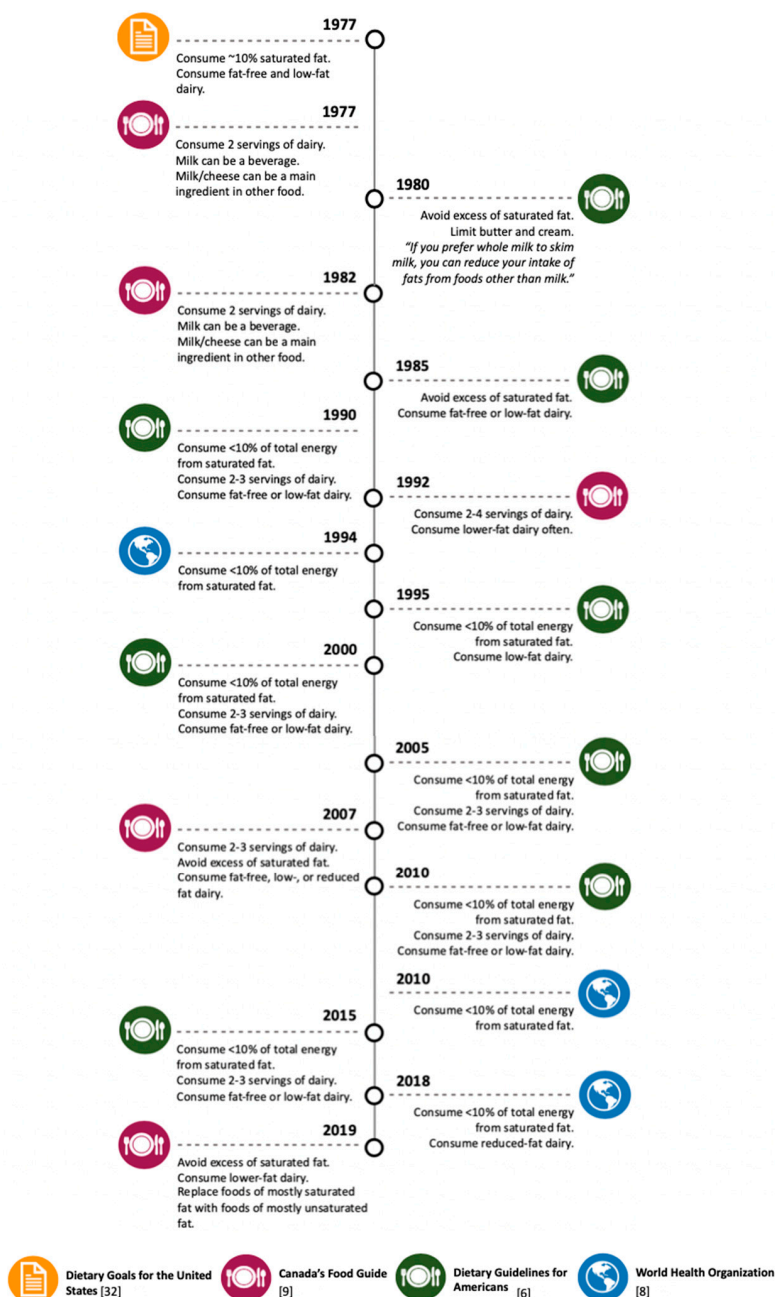 1977
Consume ~10% saturated fat.
Consume fat-free and low-fat
dairy.
1977
Consume 2 servings of dairy.
Milk can be a beverage.
Milk/cheese can be a main
ingredient in other food.
1980
Avoid excess of saturated fat.
Limit butter and cream.
“If you prefer whole milk to skim
milk, you can reduce your intake of
fats from foods other than milk.”
1982
Consume 2 servings of dairy.
Milk can be a beverage.
Milk/cheese can be a main
ingredient in other food.
1985
Avoid excess of saturated fat.
Consume fat-free or low-fat dairy.
1990
Consume <10% of total energy
from saturated fat.
Consume 2-3 servings of dairy.
Consume fat-free or low-fat dairy.
1992
Consume 2-4 servings of dairy.
Consume lower-fat dairy often.
1994
Consume <10% of total energy
from saturated fat.
1995
Consume <10% of total energy
from saturated fat.
Consume low-fat dairy.
2000
Consume <10% of total energy
from saturated fat.
Consume 2-3 servings of dairy.
Consume fat-free or low-fat dairy.
2005
Consume <10% of total energy
from saturated fat.
Consume 2-3 servings of dairy.
Consume fat-free or low-fat dairy.
2007
Consume 2-3 servings of dairy.
Avoid excess of saturated fat.
Consume fat-free, low-, or reduced
fat dairy.
2010
Consume <10% of total energy
from saturated fat.
Consume 2-3 servings of dairy.
Consume fat-free or low-fat dairy.
2010
Consume <10% of total energy
from saturated fat.
2015
Consume <10% of total energy
from saturated fat.
Consume 2-3 servings of dairy.
Consume fat-free or low-fat dairy.
2018
Consume <10% of total energy
from saturated fat.
Consume reduced-fat dairy.
2019
Avoid excess of saturated fat.
Consume lower-fat dairy.
Replace foods of mostly saturated
fat with foods of mostly unsaturated
fat.
Dietary Goals for the United
States [32]
Canada’s Food Guide
[9]
Dietary Guidelines for
Americans [6]
World Health Organization
[8]